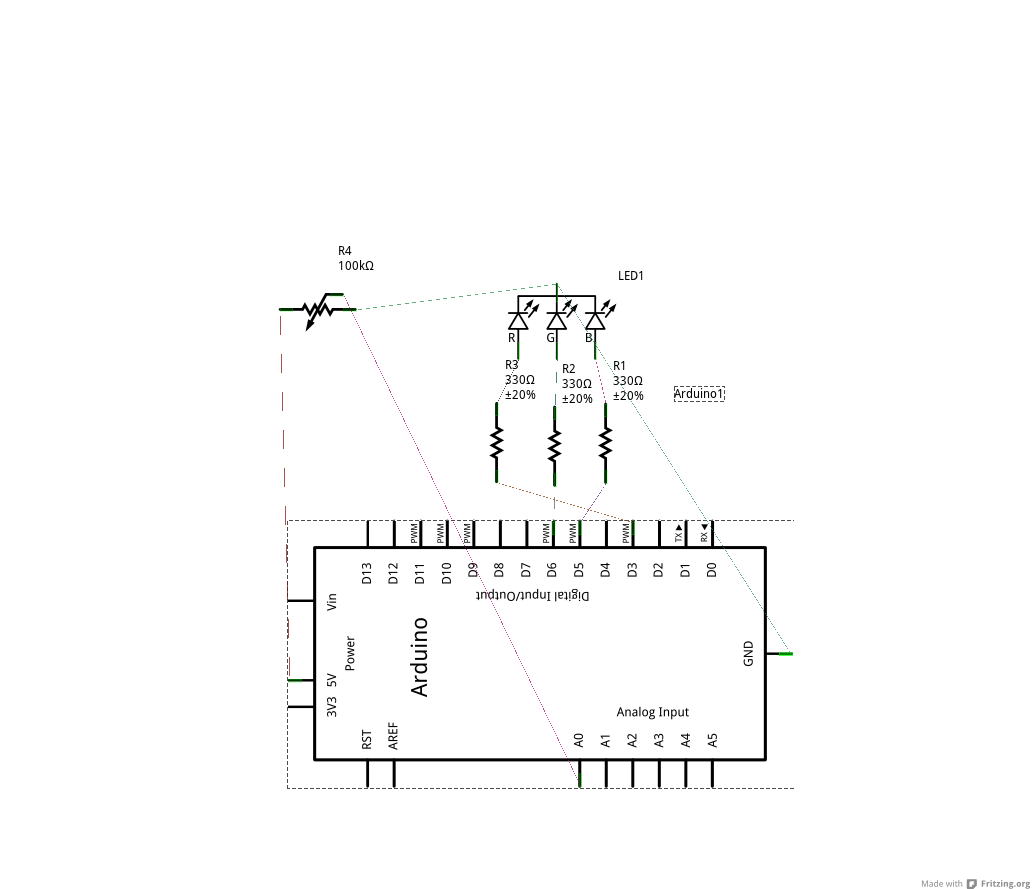 R4
100kΩ
LED1
R
G
B
R3
330Ω
±20%
R2
330Ω
±20%
R1
330Ω
±20%
Arduino1
PWM
PWM
PWM
PWM
PWM
PWM
TX
RX
D13
D12
D11
D10
D9
D8
D7
D6
D5
D4
D3
D2
D1
D0
Digital Input/Output
Vin
Power
Arduino
5V
3V3
GND
Analog Input
RST
AREF
A0
A1
A2
A3
A4
A5
Made with Fritzing.org